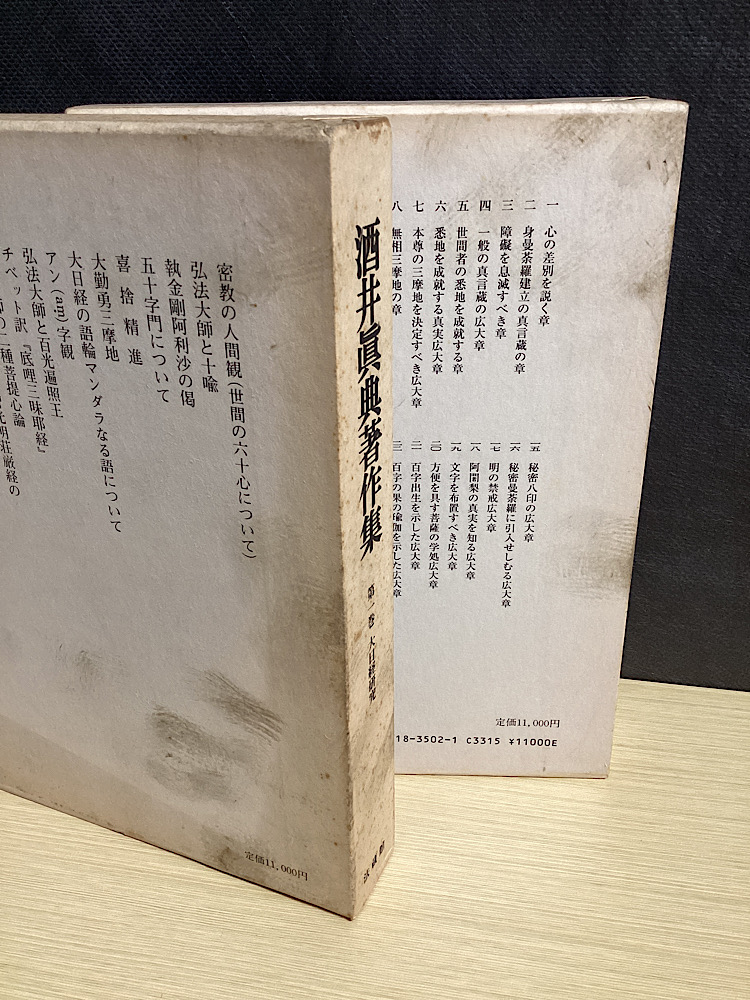 酒井眞典著作集
第一巻 大日経研究
法蔵館
密教の人間観(世間の六十心について)
弘法大師と十喩
執金剛阿利沙の偈
五十字門について
喜捨精進
大勤勇三摩地
大日経の語輪マンダラなる語について
アン(aṃ)字観
弘法大師と百光遍照王
チベット訳『底哩三昧耶経』
二種菩提心論
荘厳経の
定価11,000円
一 心の差別を説く章
二 身曼荼羅建立の真言蔵の章
三 障礙を息滅すべき章
四 一般の真言蔵の広大章
五 世間者の悉地を成就する章
六 悉地を成就する真実広大章
七 本尊の三摩地を決定すべき広大章
八 無相三摩地の章
一五 秘密八印の広大章
一六 秘密曼荼羅に引入せしむる広大章
一七 明の禁戒広大章
一八 阿闍梨の真実を知る広大章
一九 文字を布置すべき広大章
二〇 方便を具す菩薩の学処広大章
二一 百字出生を示した広大章
二二 百字の果の瑜伽を示した広大章
定価11,000円
18-3502-1 C3315 ¥11000E